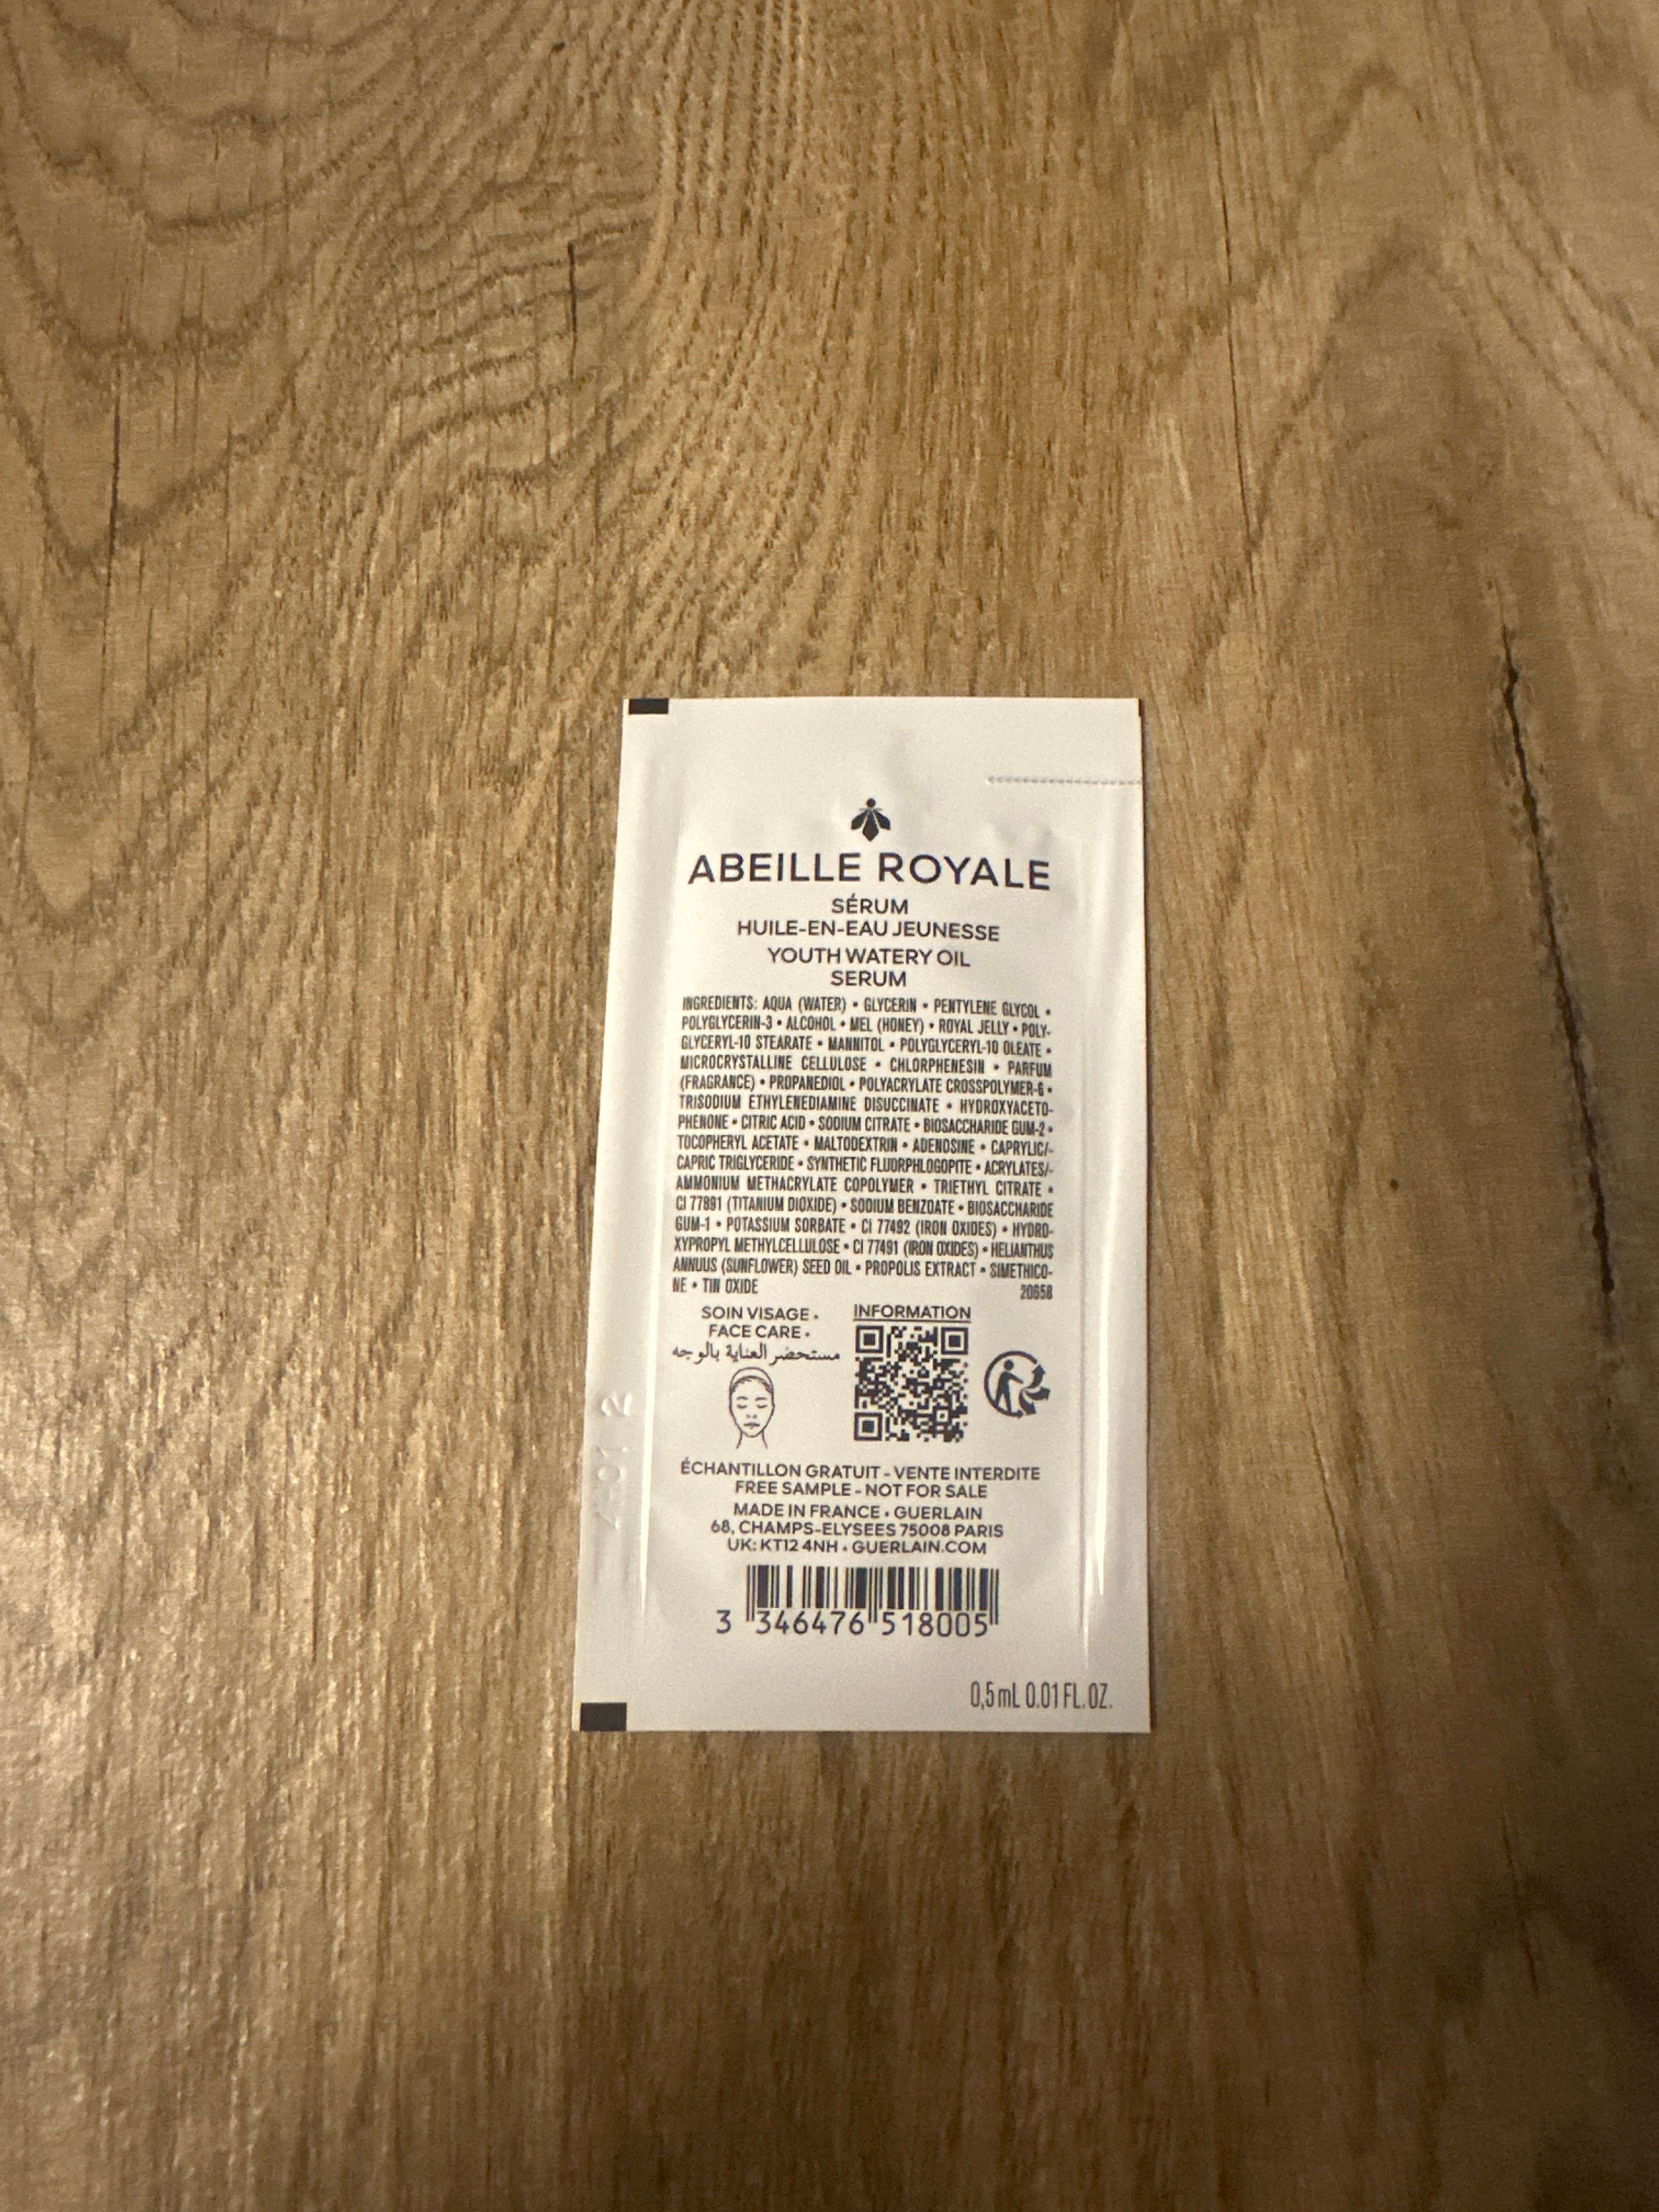 ABEILLE ROYALE
SÉRUM
HUILE-EN-EAU JEUNESSE
YOUTH WATERY OIL
SERUM
INGREDIENTS: AQUA (WATER) • GLYCERIN • PENTYLENE GLYCOL •
POLYGLYCERIN-3 • ALCOHOL • MEL (HONEY) • ROYAL JELLY • POLY-
GLYCERYL-10 STEARATE • MANNITOL • POLYGLYCERYL-10 OLEATE •
MICROCRYSTALLINE CELLULOSE • CHLORPHENESIN • PARFUM
(FRAGRANCE) • PROPANEDIOL • POLYACRYLATE CROSSPOLYMER-6 •
TRISODIUM ETHYLENEDIAMINE DISUCCINATE • HYDROXYACETO-
PHENONE • CITRIC ACID • SODIUM CITRATE • BIOSACCHARIDE GUM-2 •
TOCOPHERYL ACETATE • MALTODEXTRIN • ADENOSINE • CAPRYLIC/-
CAPRIC TRIGLYCERIDE • SYNTHETIC FLUORPHLOGOPITE • ACRYLATES/-
AMMONIUM METHACRYLATE COPOLYMER • TRIETHYL CITRATE •
CI 77891 (TITANIUM DIOXIDE) • SODIUM BENZOATE • BIOSACCHARIDE
GUM-1 • POTASSIUM SORBATE • CI 77492 (IRON OXIDES) • HYDRO-
XYPROPYL METHYLCELLULOSE • CI 77491 (IRON OXIDES) • HELIANTHUS
ANNUUS (SUNFLOWER) SEED OIL • PROPOLIS EXTRACT • SIMETHICO-
NE • TIN OXIDE 20658
SOIN VISAGE •
FACE CARE •
مستحضر العناية بالوجه
INFORMATION
ÉCHANTILLON GRATUIT - VENTE INTERDITE
FREE SAMPLE - NOT FOR SALE
MADE IN FRANCE • GUERLAIN
68, CHAMPS-ELYSEES 75008 PARIS
UK: KT12 4NH • GUERLAIN.COM
3 346476 518005
0,5 mL 0.01 FL. OZ.